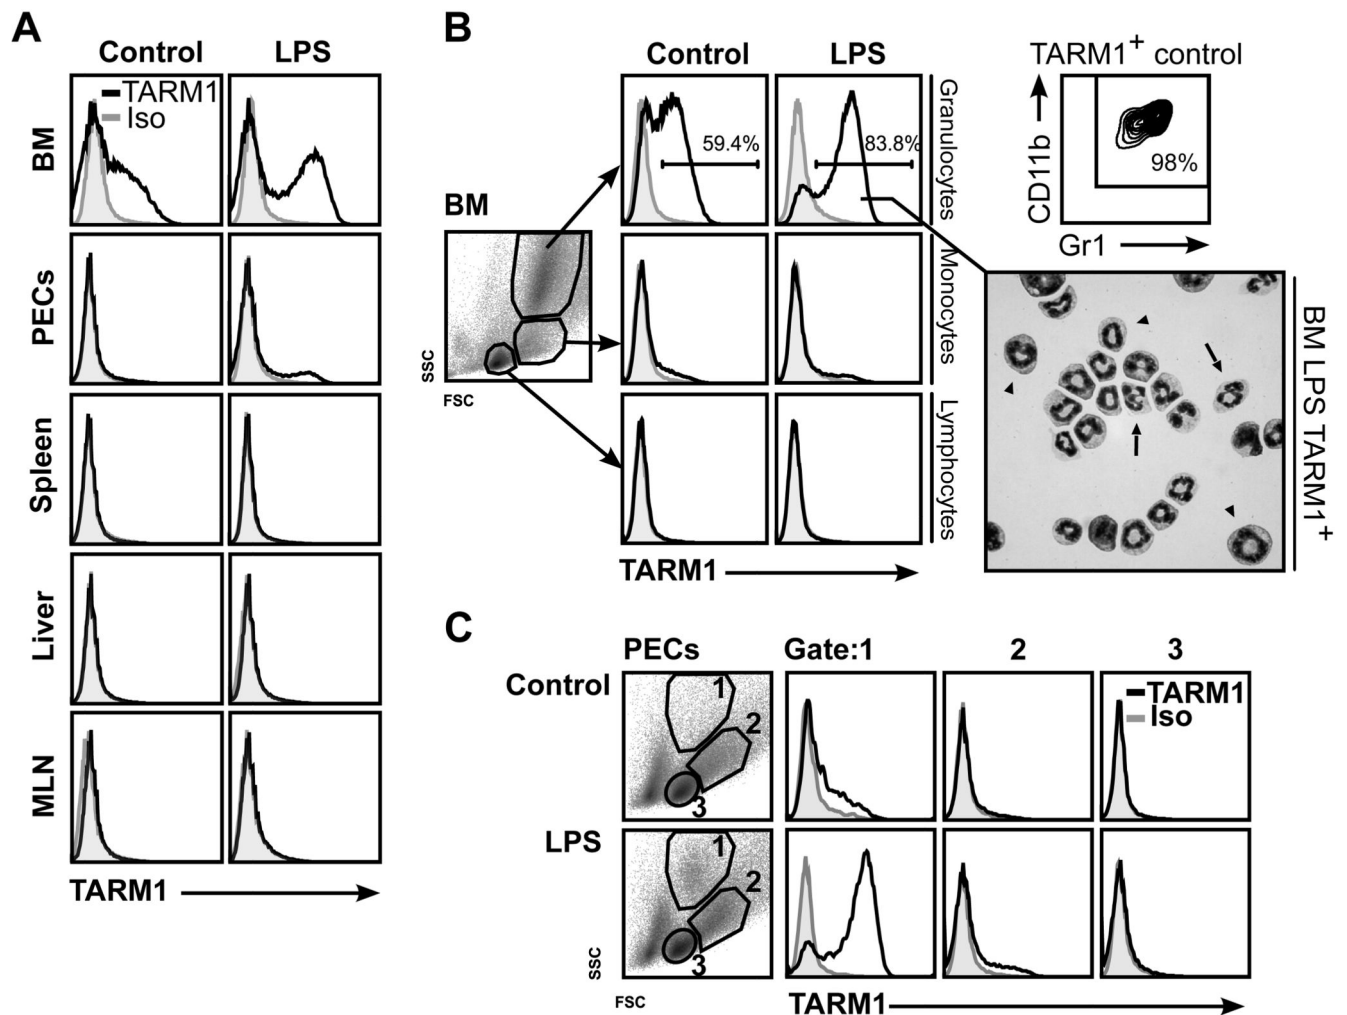 A
Control
LPS
TARM1
Iso
BM
PECs
Spleen
Liver
MLN
TARM1
B
Control
LPS
59.4%
83.8%
Granulocytes
Monocytes
Lymphocytes
BM
SSC
FSC
TARM1
TARM1+ control
CD11b
98%
Gr1
BM LPS TARM1+
C
PECs
Gate:1
2
3
Control
1
2
3
TARM1
Iso
LPS
1
2
3
SSC
FSC
TARM1